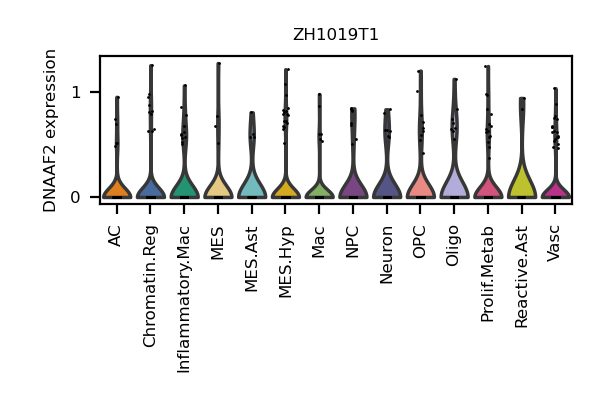 ZH1019T1
DNAAF2 expression
1
0
AC
Chromatin.Reg
Inflammatory.Mac
MES
MES.Ast
MES.Hyp
Mac
NPC
Neuron
OPC
Oligo
Prolif.Metab
Reactive.Ast
Vasc